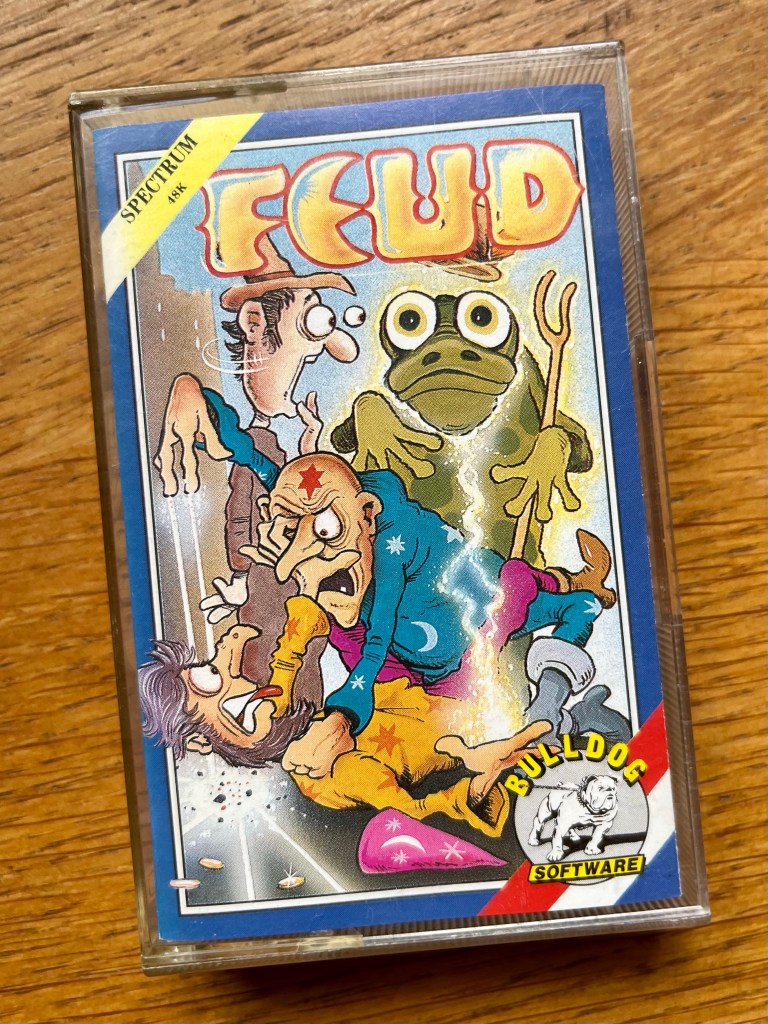 SPECTRUM
48K
FEUD
BULLDOG
SOFTWARE